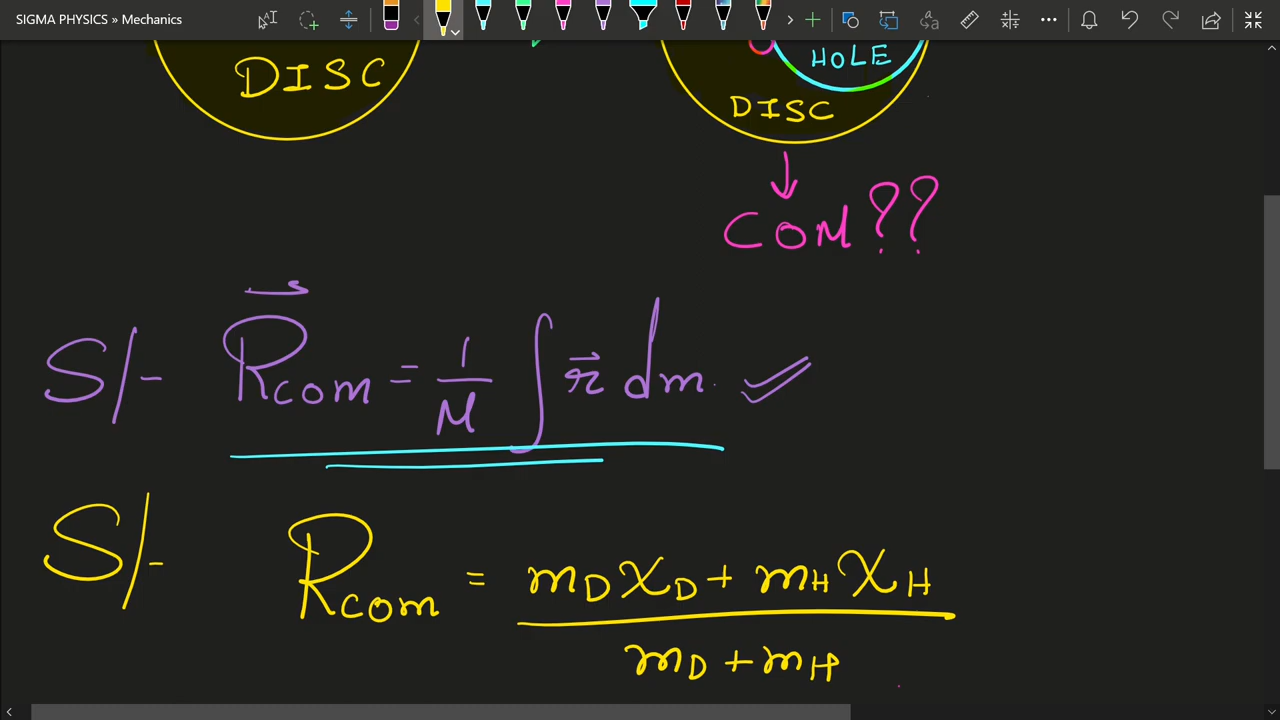 SIGMA PHYSICS » Mechanics
DISC
HOLE
DISC
COM??
S/- R⃗com = 1/M ∫ r⃗ dm.
S/- Rcom = (mD xD + mH xH) / (mD + mH)